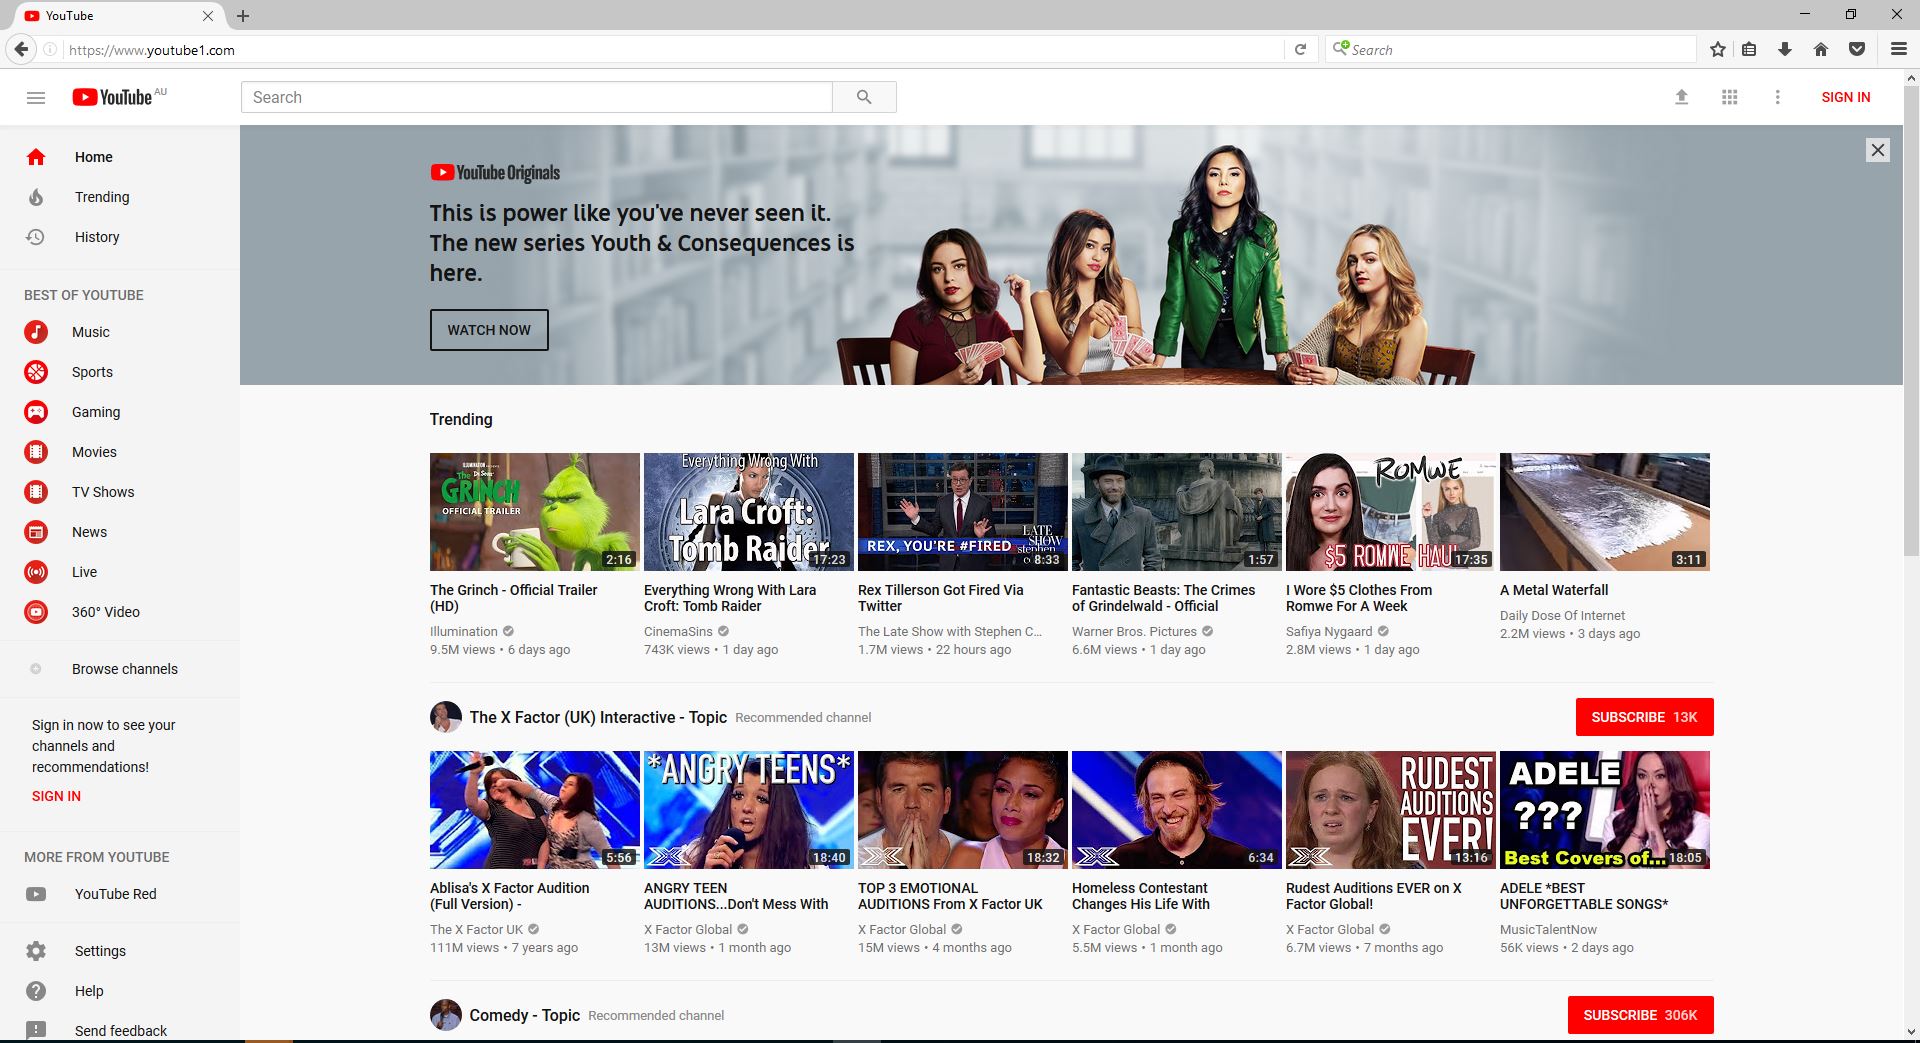 YouTube
https://www.youtube1.com
Search
YouTube AU
Search
SIGN IN
Home
Trending
History
BEST OF YOUTUBE
Music
Sports
Gaming
Movies
TV Shows
News
Live
360° Video
Browse channels
Sign in now to see your
channels and
recommendations!
SIGN IN
MORE FROM YOUTUBE
YouTube Red
Settings
Help
Send feedback
YouTube Originals
This is power like you've never seen it.
The new series Youth & Consequences is
here.
WATCH NOW
Trending
ILLUMINATION
Dr. Seuss'
The
GRINCH
OFFICIAL TRAILER
2:16
The Grinch - Official Trailer
(HD)
Illumination
9.5M views • 6 days ago
Everything Wrong With
Lara Croft:
Tomb Raider
17:23
Everything Wrong With Lara
Croft: Tomb Raider
CinemaSins
743K views • 1 day ago
LATE
SHOW
stephen
REX, YOU'RE #FIRED
8:33
Rex Tillerson Got Fired Via
Twitter
The Late Show with Stephen C...
1.7M views • 22 hours ago
1:57
Fantastic Beasts: The Crimes
of Grindelwald - Official
Warner Bros. Pictures
6.6M views • 1 day ago
ROMWE
$5 ROMWE HAUL
17:35
I Wore $5 Clothes From
Romwe For A Week
Safiya Nygaard
2.8M views • 1 day ago
3:11
A Metal Waterfall
Daily Dose Of Internet
2.2M views • 3 days ago
The X Factor (UK) Interactive - Topic Recommended channel
SUBSCRIBE 13K
5:56
Ablisa's X Factor Audition
(Full Version) -
The X Factor UK
111M views • 7 years ago
*ANGRY TEENS*
X
18:40
ANGRY TEEN
AUDITIONS...Don't Mess With
X Factor Global
13M views • 1 month ago
X
18:32
TOP 3 EMOTIONAL
AUDITIONS From X Factor UK
X Factor Global
15M views • 4 months ago
X
6:34
Homeless Contestant
Changes His Life With
X Factor Global
5.5M views • 1 month ago
RUDEST
AUDITIONS
EVER!
X
13:16
Rudest Auditions EVER on X
Factor Global!
X Factor Global
6.7M views • 7 months ago
ADELE
???
Best Covers of...
18:05
ADELE *BEST
UNFORGETTABLE SONGS*
MusicTalentNow
56K views • 2 days ago
Comedy - Topic Recommended channel
SUBSCRIBE 306K